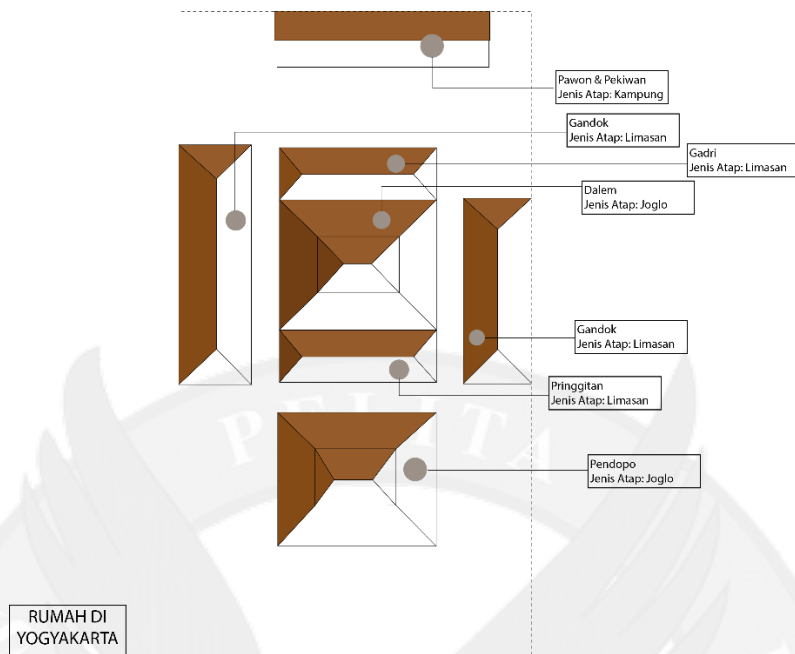 Pawon & Pekiwan
Jenis Atap: Kampung
Gandok
Jenis Atap: Limasan
Gadri
Jenis Atap: Limasan
Dalem
Jenis Atap: Joglo
Gandok
Jenis Atap: Limasan
Pringgitan
Jenis Atap: Limasan
PELITA
Pendopo
Jenis Atap: Joglo
RUMAH DI
YOGYAKARTA